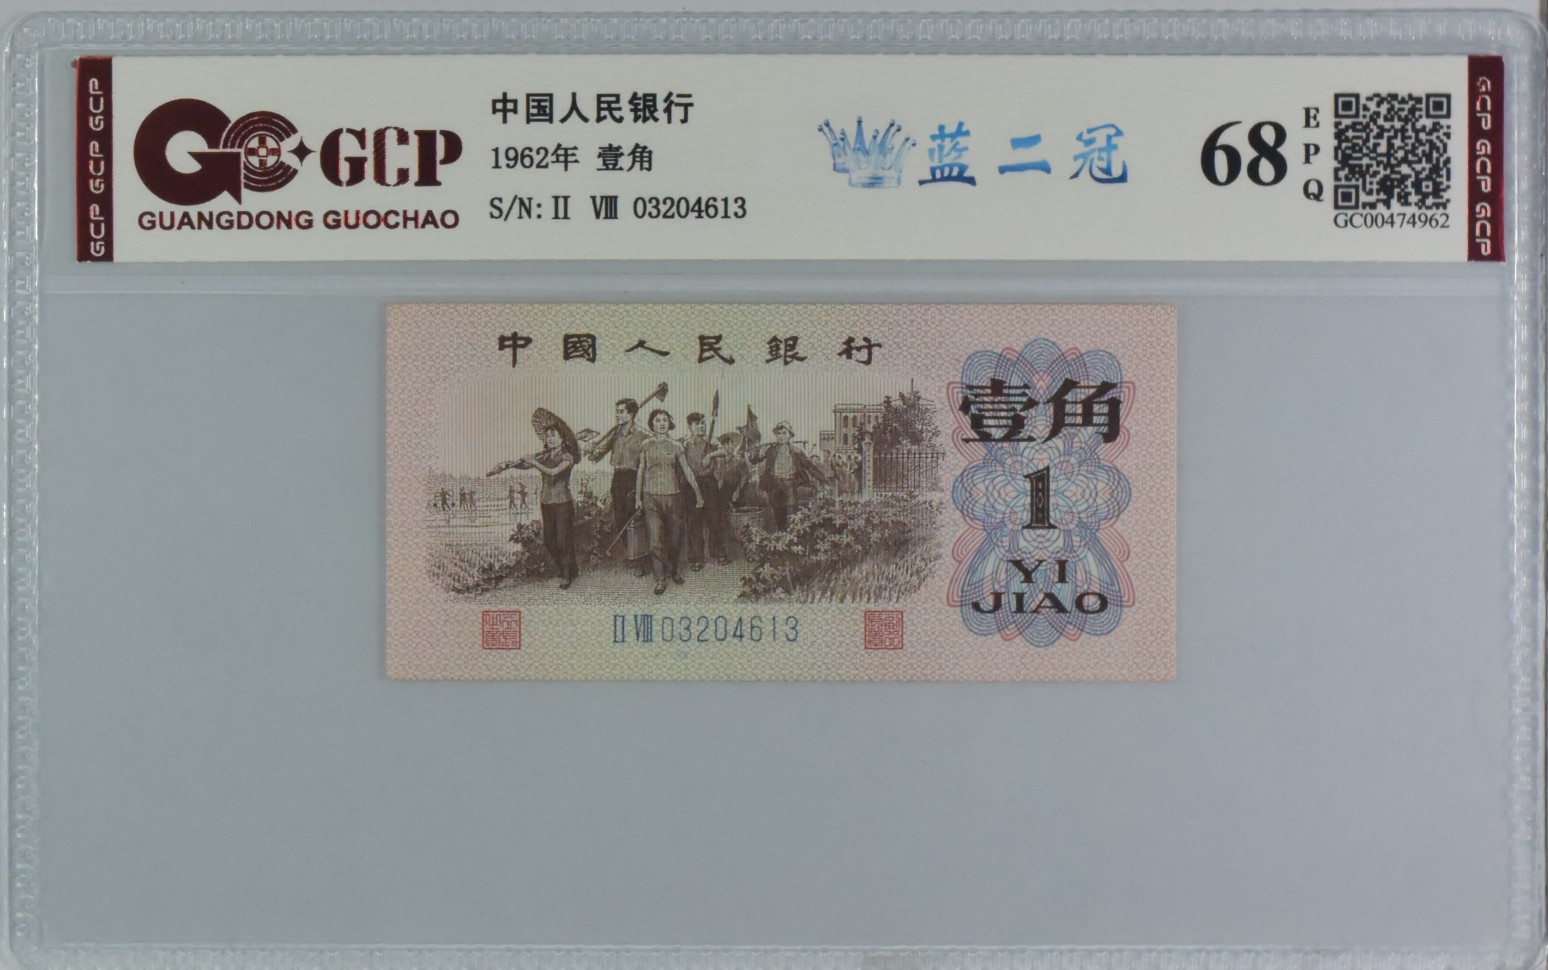 GCP GCP GCP
GCP
GUANGDONG GUOCHAO
中国人民银行
1962年 壹角
S/N: II VIII 03204613
蓝二冠
68
EPQ
GC00474962
GCP GCP GCP
中國人民銀行
壹角
1
YI
JIAO
II VIII 03204613